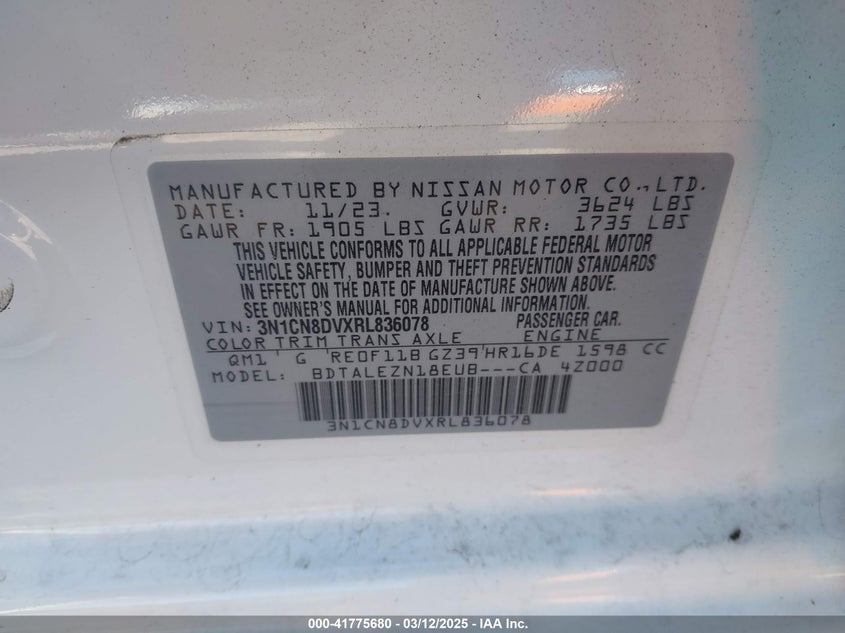 MANUFACTURED BY NISSAN MOTOR CO., LTD.
DATE: 11/23. GVWR: 3624 LBS
GAWR FR: 1905 LBS GAWR RR: 1735 LBS
THIS VEHICLE CONFORMS TO ALL APPLICABLE FEDERAL MOTOR
VEHICLE SAFETY, BUMPER AND THEFT PREVENTION STANDARDS
IN EFFECT ON THE DATE OF MANUFACTURE SHOWN ABOVE.
SEE OWNER'S MANUAL FOR ADDITIONAL INFORMATION.
VIN: 3N1CN8DVXRL836078 PASSENGER CAR.
COLOR TRIM TRANS AXLE ENGINE
QM1 G RE0F11B GZ39 HR16DE 1598 CC
MODEL: BDTALEZN18EUB---CA 4Z000
3N1CN8DVXRL836078
000-41775680 - 03/12/2025 - IAA Inc.